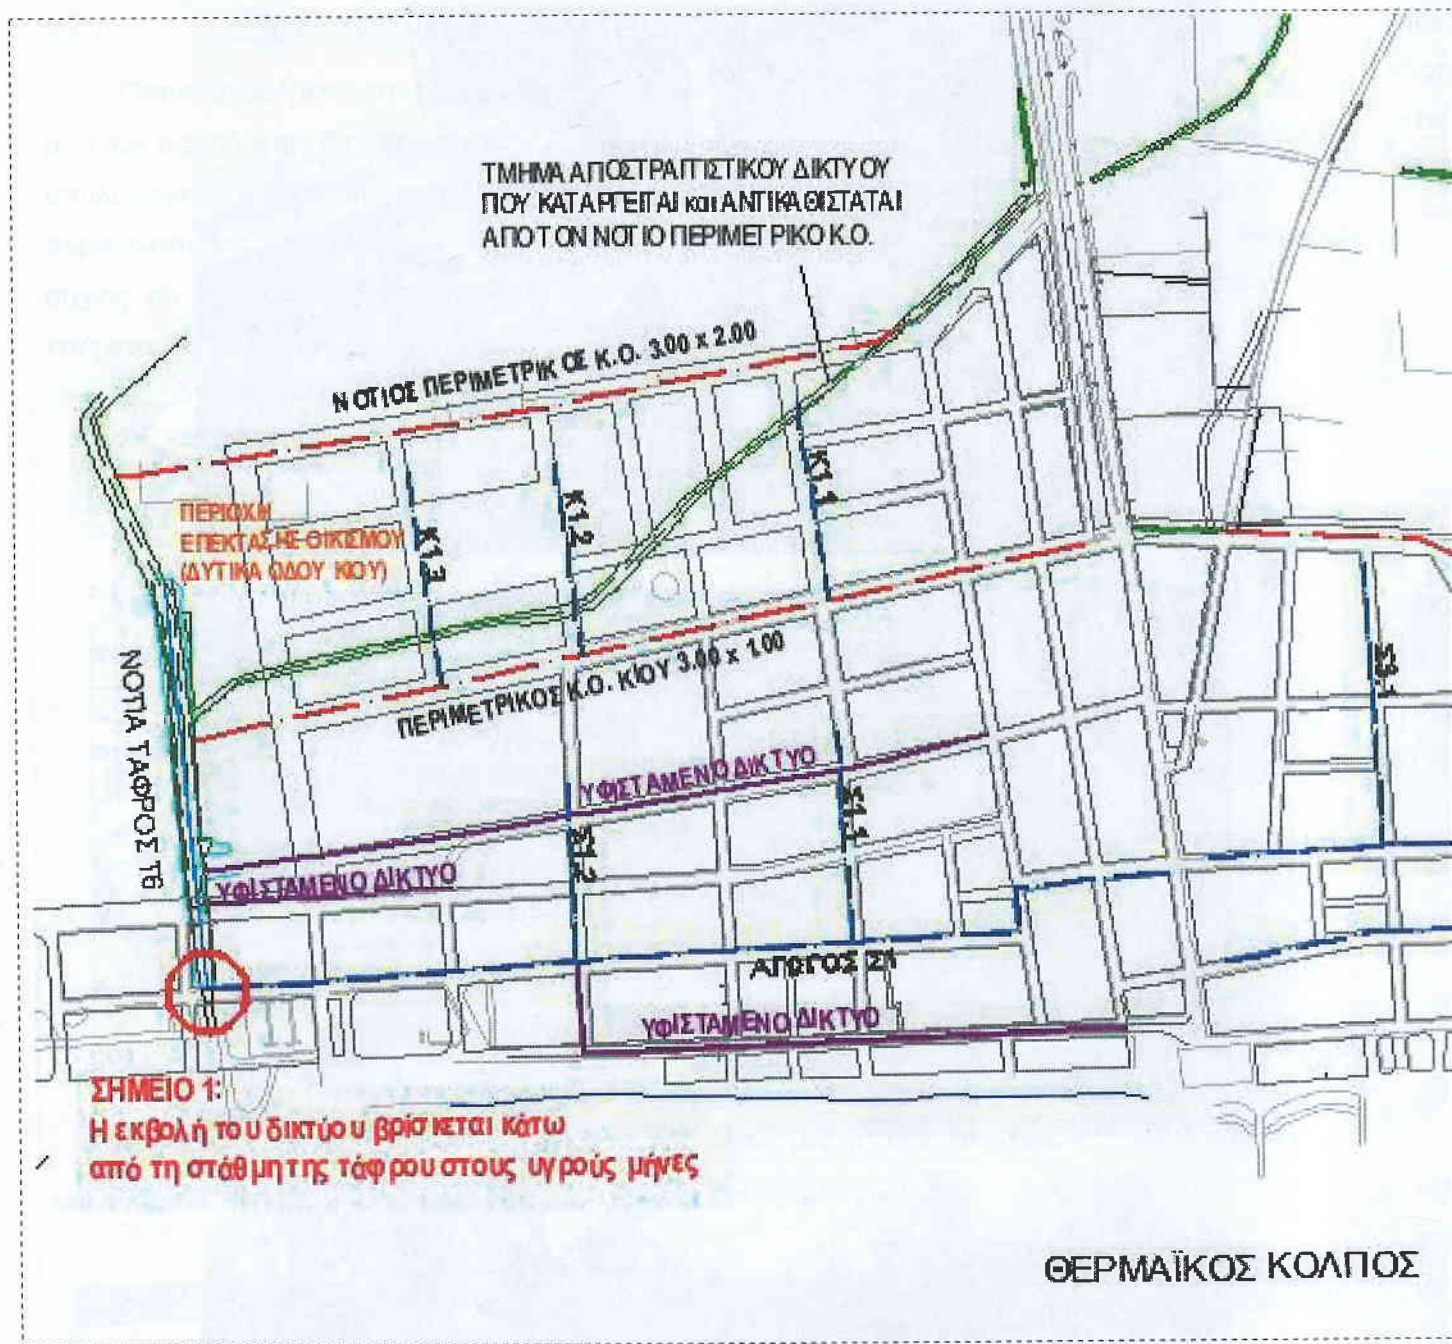 ΤΜΗΜΑ ΑΠΟΣΤΡΑΓΓΙΣΤΙΚΟΥ ΔΙΚΤΥΟΥ
ΠΟΥ ΚΑΤΑΡΓΕΙΤΑΙ και ΑΝΤΙΚΑΘΙΣΤΑΤΑΙ
ΑΠΟ ΤΟΝ ΝΟΤΙΟ ΠΕΡΙΜΕΤΡΙΚΟ Κ.Ο.
ΝΟΤΙΟΣ ΠΕΡΙΜΕΤΡΙΚΟΣ Κ.Ο. 3.00 x 2.00
Κ1.1
Κ1.2
Κ1.3
ΠΕΡΙΟΧΗ
ΕΠΕΚΤΑΣΗΣ ΟΙΚΙΣΜΟΥ
(ΔΥΤΙΚΑ ΟΔΟΥ ΚΙΟΥ)
ΝΟΤΙΑ ΤΑΦΡΟΣ 1β
ΠΕΡΙΜΕΤΡΙΚΟΣ Κ.Ο. ΚΙΟΥ 3.00 x 1.00
Σ3.1
ΥΦΙΣΤΑΜΕΝΟ ΔΙΚΤΥΟ
Σ1.1
Σ1.2
ΥΦΙΣΤΑΜΕΝΟ ΔΙΚΤΥΟ
ΑΓΩΓΟΣ Σ1
ΥΦΙΣΤΑΜΕΝΟ ΔΙΚΤΥΟ
ΣΗΜΕΙΟ 1:
Η εκβολή του δικτύου βρίσκεται κάτω
από τη στάθμη της τάφρου στους υγρούς μήνες
ΘΕΡΜΑΪΚΟΣ ΚΟΛΠΟΣ